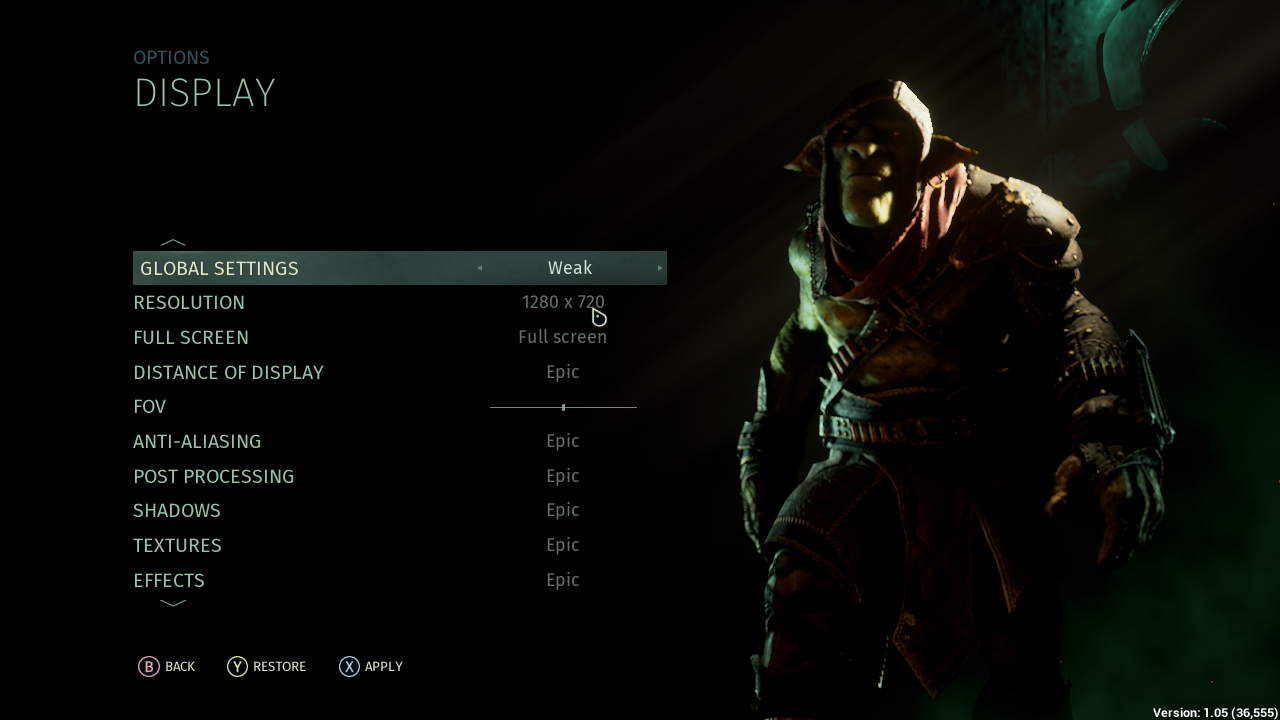 OPTIONS
DISPLAY
GLOBAL SETTINGS Weak
RESOLUTION 1280 x 720
FULL SCREEN Full screen
DISTANCE OF DISPLAY Epic
FOV
ANTI-ALIASING Epic
POST PROCESSING Epic
SHADOWS Epic
TEXTURES Epic
EFFECTS Epic
B BACK Y RESTORE X APPLY
Version: 1.05 (36,555)